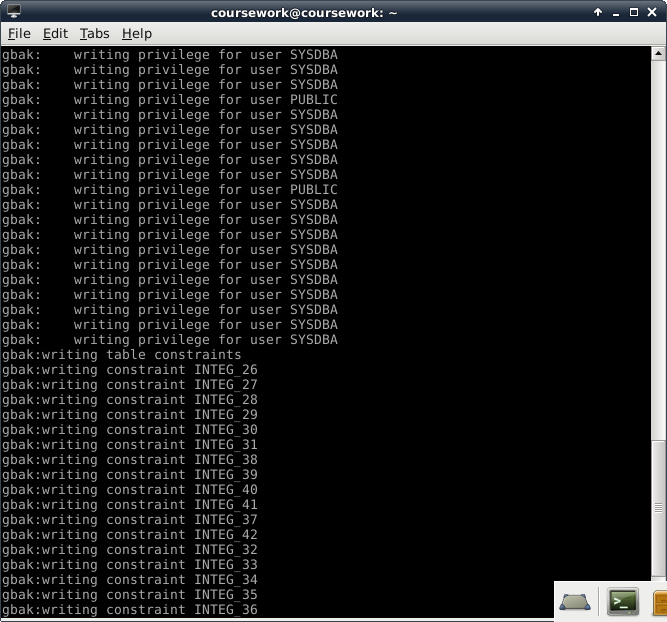 coursework@coursework: ~
File Edit Tabs Help
gbak:    writing privilege for user SYSDBA
gbak:    writing privilege for user SYSDBA
gbak:    writing privilege for user SYSDBA
gbak:    writing privilege for user PUBLIC
gbak:    writing privilege for user SYSDBA
gbak:    writing privilege for user SYSDBA
gbak:    writing privilege for user SYSDBA
gbak:    writing privilege for user SYSDBA
gbak:    writing privilege for user SYSDBA
gbak:    writing privilege for user PUBLIC
gbak:    writing privilege for user SYSDBA
gbak:    writing privilege for user SYSDBA
gbak:    writing privilege for user SYSDBA
gbak:    writing privilege for user SYSDBA
gbak:    writing privilege for user SYSDBA
gbak:    writing privilege for user SYSDBA
gbak:    writing privilege for user SYSDBA
gbak:    writing privilege for user SYSDBA
gbak:    writing privilege for user SYSDBA
gbak:    writing privilege for user SYSDBA
gbak:writing table constraints
gbak:writing constraint INTEG_26
gbak:writing constraint INTEG_27
gbak:writing constraint INTEG_28
gbak:writing constraint INTEG_29
gbak:writing constraint INTEG_30
gbak:writing constraint INTEG_31
gbak:writing constraint INTEG_38
gbak:writing constraint INTEG_39
gbak:writing constraint INTEG_40
gbak:writing constraint INTEG_41
gbak:writing constraint INTEG_37
gbak:writing constraint INTEG_42
gbak:writing constraint INTEG_32
gbak:writing constraint INTEG_33
gbak:writing constraint INTEG_34
gbak:writing constraint INTEG_35
gbak:writing constraint INTEG_36